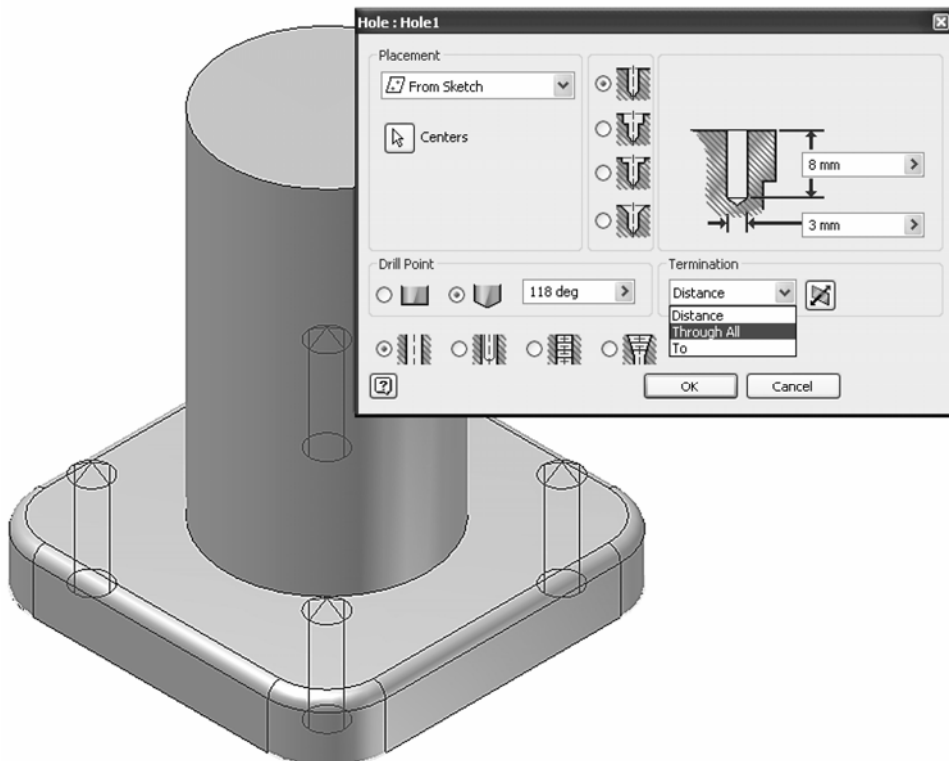 Hole : Hole1
Placement
From Sketch
Centers
8 mm
3 mm
Drill Point
118 deg
Termination
Distance
Distance
Through All
To
OK
Cancel